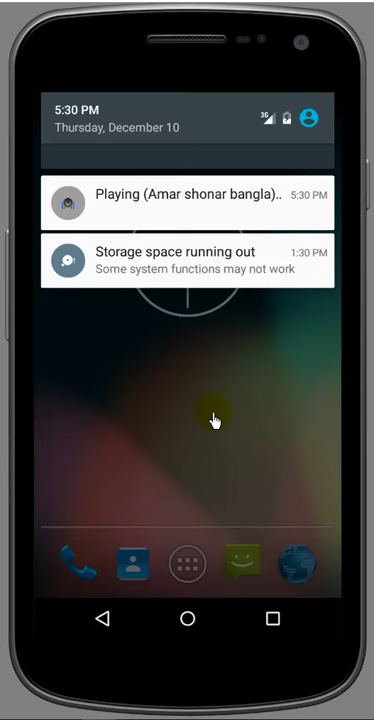 5:30 PM
Thursday, December 10
3G
Playing (Amar shonar bangla)..
5:30 PM
Storage space running out
1:30 PM
Some system functions may not work